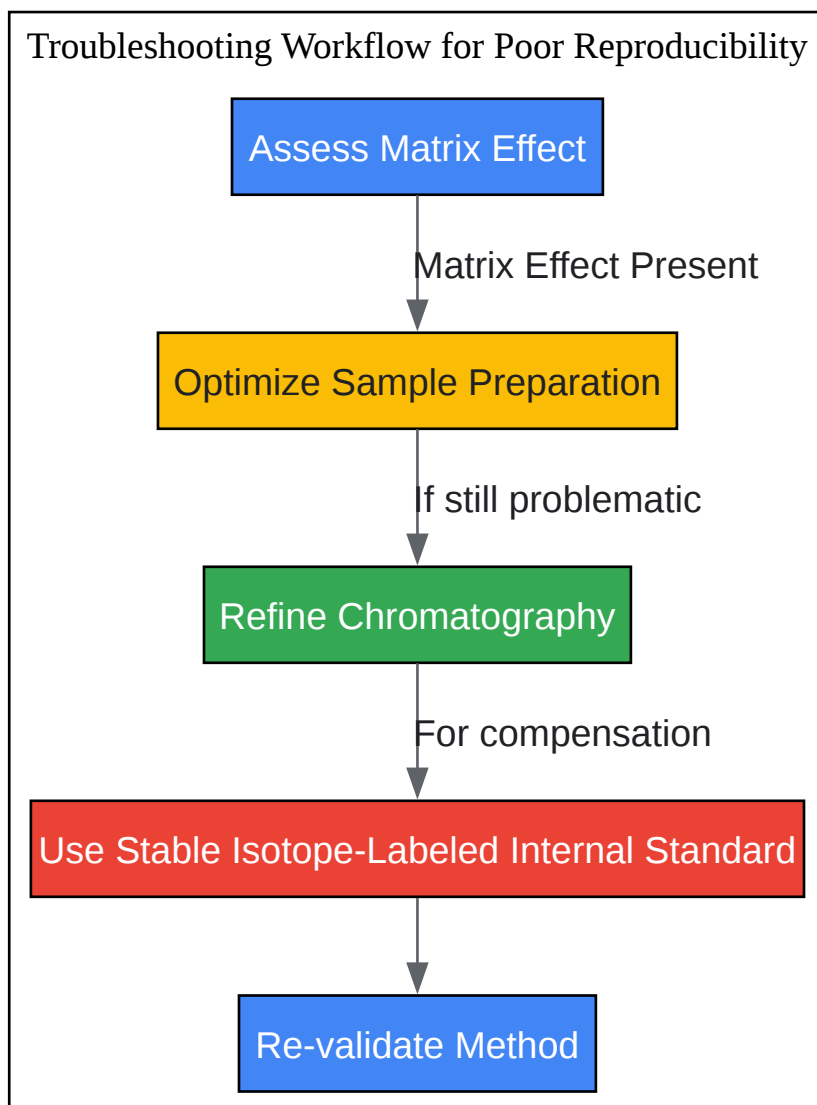 Troubleshooting Workflow for Poor Reproducibility
Assess Matrix Effect
Matrix Effect Present
Optimize Sample Preparation
If still problematic
Refine Chromatography
For compensation
Use Stable Isotope-Labeled Internal Standard
Re-validate Method